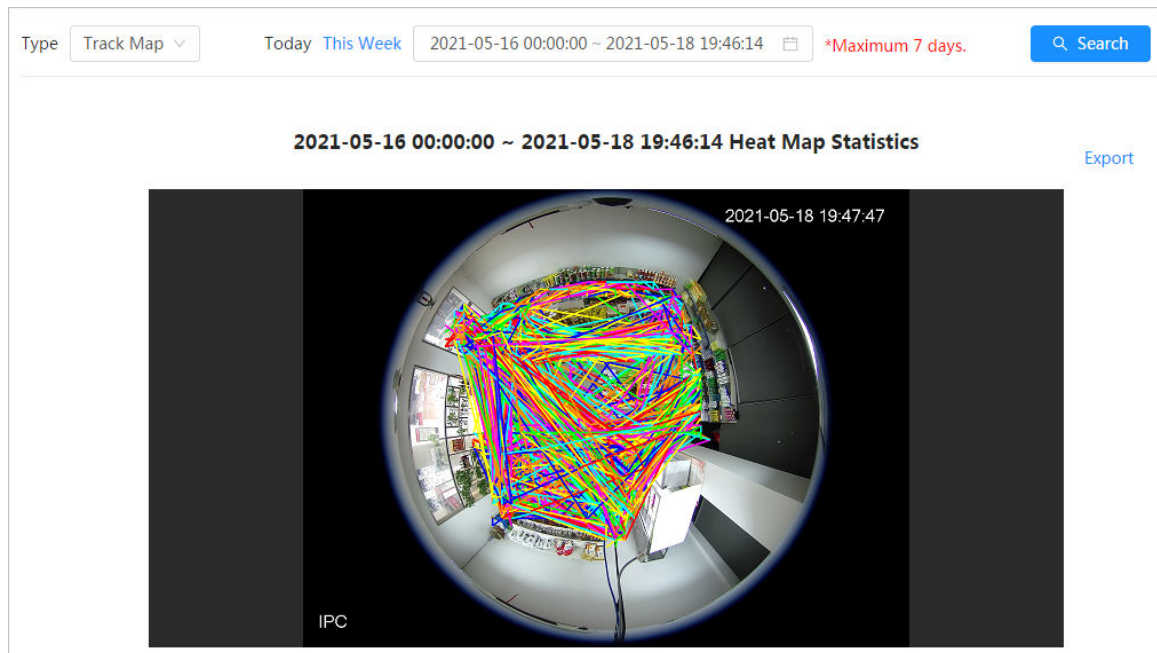 Type Track Map Today This Week 2021-05-16 00:00:00 ~ 2021-05-18 19:46:14 *Maximum 7 days. Search
2021-05-16 00:00:00 ~ 2021-05-18 19:46:14 Heat Map Statistics
Export
2021-05-18 19:47:47
IPC